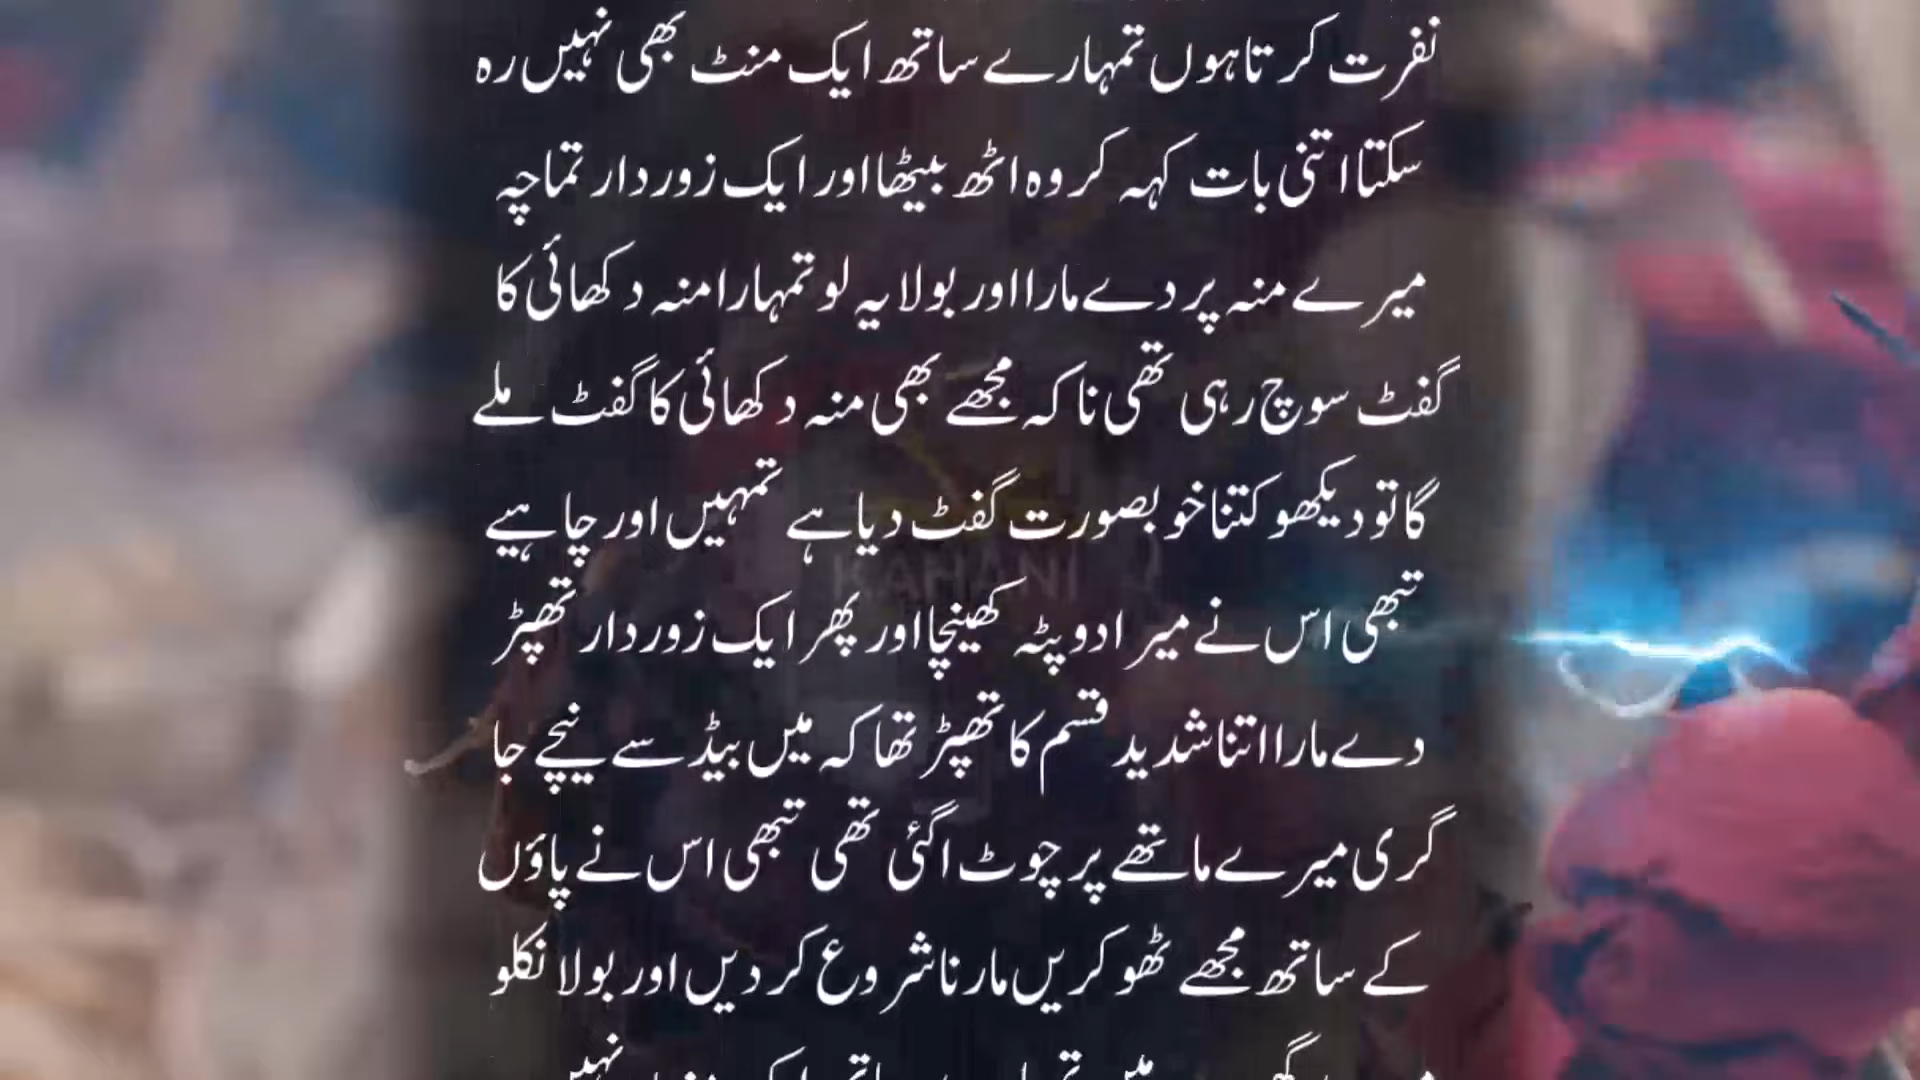 نفرت کرتا ہوں تمہارے ساتھ ایک منٹ بھی نہیں رہ
سکتا اتنی بات کہہ کر وہ اٹھ بیٹھا اور ایک زوردار تماچہ
میرے منہ پر دے مارا اور بولا یہ لو تمہارا منہ دکھائی کا
گفٹ سوچ رہی تھی نا کہ مجھے بھی منہ دکھائی کا گفٹ ملے
گا تو دیکھو کتنا خوبصورت گفٹ دیا ہے تمہیں اور چاہیے
KAHANI
تبھی اس نے میرا دوپٹہ کھینچا اور پھر ایک زوردار تھپڑ
دے مارا اتنا شدید قسم کا تھپڑ تھا کہ میں بیڈ سے نیچے جا
گری میرے ماتھے پر چوٹ اگئی تھی تبھی اس نے پاؤں
کے ساتھ مجھے ٹھوکریں مارنا شروع کر دیں اور بولا نکلو